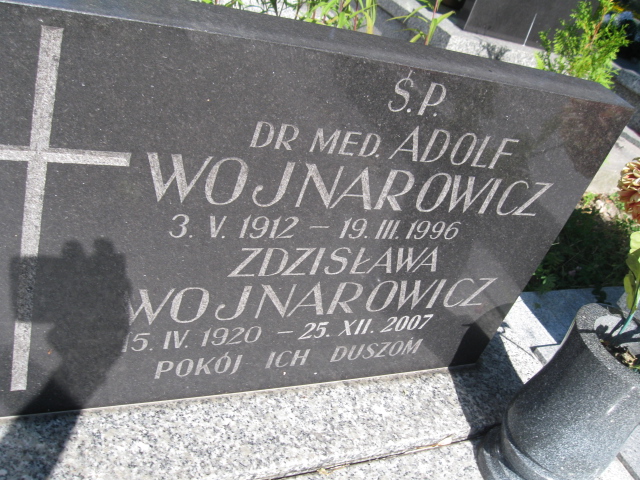 Ś.P.
DR MED. ADOLF
WOJNAROWICZ
3. V. 1912 – 19. III. 1996
ZDZISŁAWA
WOJNAROWICZ
15. IV. 1920 – 25. XII. 2007
POKÓJ ICH DUSZOM